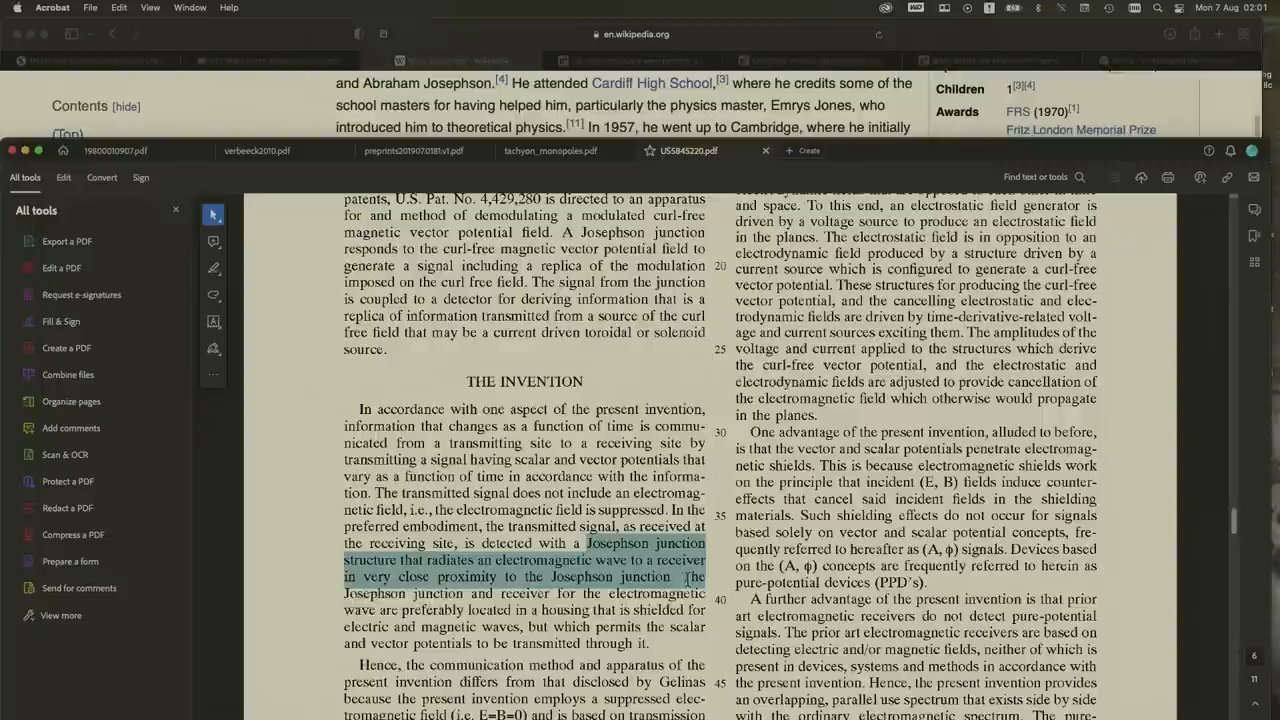 Acrobat File Edit View Window Help Mon 7 Aug 02:01
en.wikipedia.org
Contents [hide]
(Top)
and Abraham Josephson.[4] He attended Cardiff High School,[3] where he credits some of the
school masters for having helped him, particularly the physics master, Emrys Jones, who
introduced him to theoretical physics.[11] In 1957, he went up to Cambridge, where he initially
Children 1[3][4]
Awards FRS (1970)[1]
Fritz London Memorial Prize
19800010907.pdf verbeeck2010.pdf preprints201907.0181.v1.pdf tachyon_monopoles.pdf US5845220.pdf Create
All tools Edit Convert Sign Find text or tools
All tools
Export a PDF
Edit a PDF
Request e-signatures
Fill & Sign
Create a PDF
Combine files
Organize pages
Add comments
Scan & OCR
Protect a PDF
Redact a PDF
Compress a PDF
Prepare a form
Send for comments
View more
patents, U.S. Pat. No. 4,429,280 is directed to an apparatus
for and method of demodulating a modulated curl-free
magnetic vector potential field. A Josephson junction
responds to the curl-free magnetic vector potential field to
generate a signal including a replica of the modulation
imposed on the curl free field. The signal from the junction
is coupled to a detector for deriving information that is a
replica of information transmitted from a source of the curl
free field that may be a current driven toroidal or solenoid
source.
THE INVENTION
In accordance with one aspect of the present invention,
information that changes as a function of time is commu-
nicated from a transmitting site to a receiving site by
transmitting a signal having scalar and vector potentials that
vary as a function of time in accordance with the informa-
tion. The transmitted signal does not include an electromag-
netic field, i.e., the electromagnetic field is suppressed. In the
preferred embodiment, the transmitted signal, as received at
the receiving site, is detected with a Josephson junction
structure that radiates an electromagnetic wave to a receiver
in very close proximity to the Josephson junction The
Josephson junction and receiver for the electromagnetic
wave are preferably located in a housing that is shielded for
electric and magnetic waves, but which permits the scalar
and vector potentials to be transmitted through it.
Hence, the communication method and apparatus of the
present invention differs from that disclosed by Gelinas
because the present invention employs a suppressed elec-
tromagnetic field (i.e. E=B=0) and is based on transmission
20
25
30
35
40
45
and space. To this end, an electrostatic field generator is
driven by a voltage source to produce an electrostatic field
in the planes. The electrostatic field is in opposition to an
electrodynamic field produced by a structure driven by a
current source which is configured to generate a curl-free
vector potential. These structures for producing the curl-free
vector potential, and the cancelling electrostatic and elec-
trodynamic fields are driven by time-derivative-related volt-
age and current sources exciting them. The amplitudes of the
voltage and current applied to the structures which derive
the curl-free vector potential, and the electrostatic and
electrodynamic fields are adjusted to provide cancellation of
the electromagnetic field which otherwise would propagate
in the planes.
One advantage of the present invention, alluded to before,
is that the vector and scalar potentials penetrate electromag-
netic shields. This is because electromagnetic shields work
on the principle that incident (E, B) fields induce counter-
effects that cancel said incident fields in the shielding
materials. Such shielding effects do not occur for signals
based solely on vector and scalar potential concepts, fre-
quently referred to hereafter as (A, ϕ) signals. Devices based
on the (A, ϕ) concepts are frequently referred to herein as
pure-potential devices (PPD's).
A further advantage of the present invention is that prior
art electromagnetic receivers do not detect pure-potential
signals. The prior art electromagnetic receivers are based on
detecting electric and/or magnetic fields, neither of which is
present in devices, systems and methods in accordance with
the present invention. Hence, the present invention provides
an overlapping, parallel use spectrum that exists side by side
with the ordinary electromagnetic spectrum. The pure-
6
11